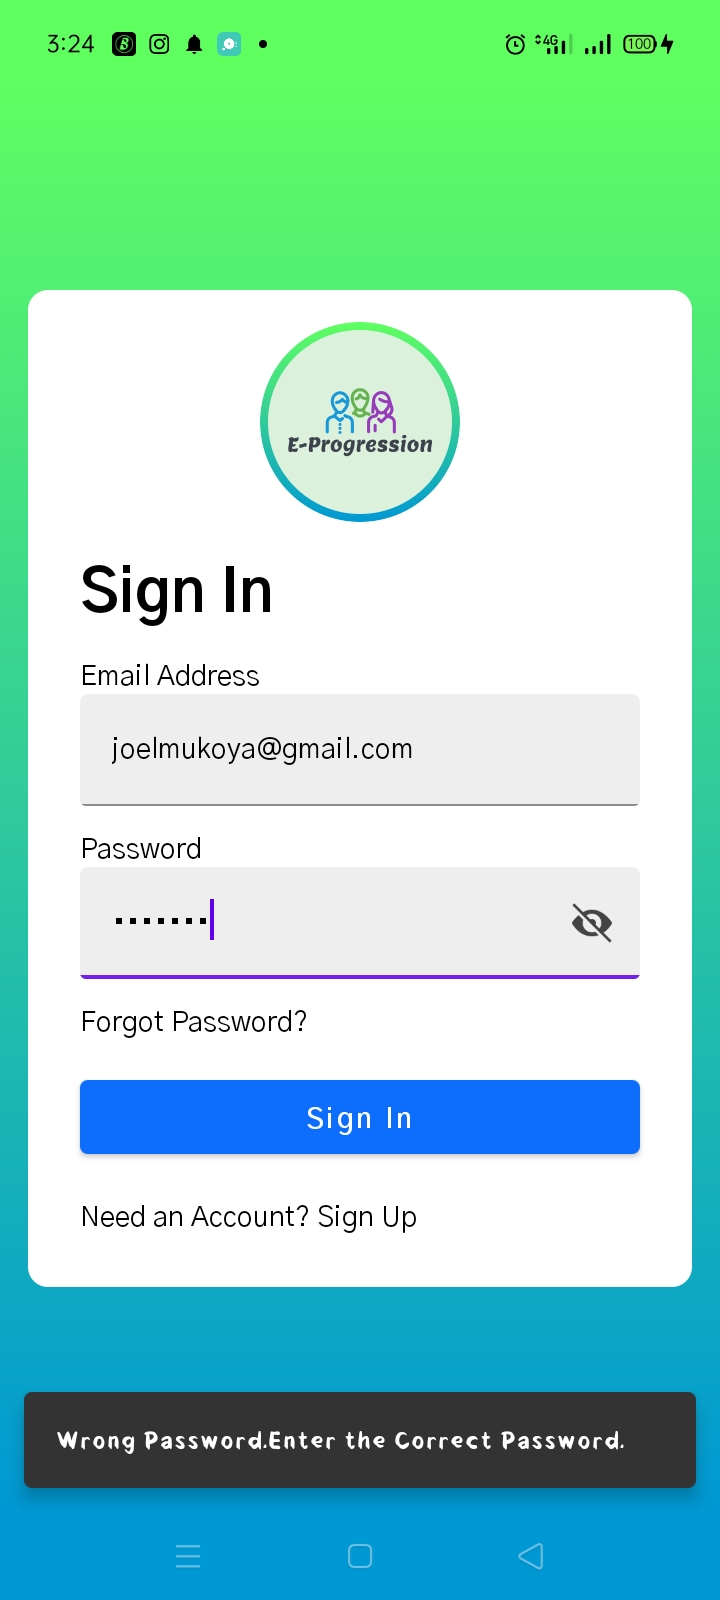 3:24
4G
100
E-Progression
Sign In
Email Address
joelmukoya@gmail.com
Password
Forgot Password?
Sign In
Need an Account? Sign Up
Wrong Password.Enter the Correct Password.